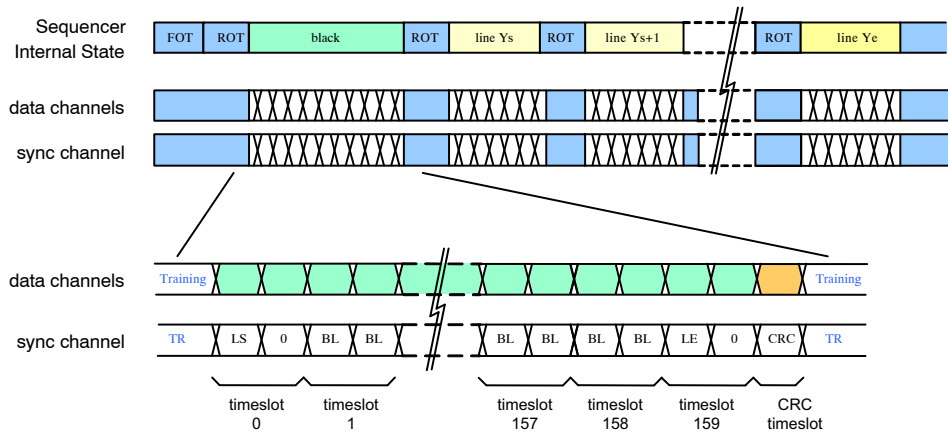 Sequencer
Internal State
FOT ROT black ROT line Ys ROT line Ys+1 ROT line Ye
data channels
sync channel
data channels Training Training
sync channel TR LS 0 BL BL BL BL BL BL LE 0 CRC TR
timeslot timeslot timeslot timeslot timeslot CRC
0 1 157 158 159 timeslot